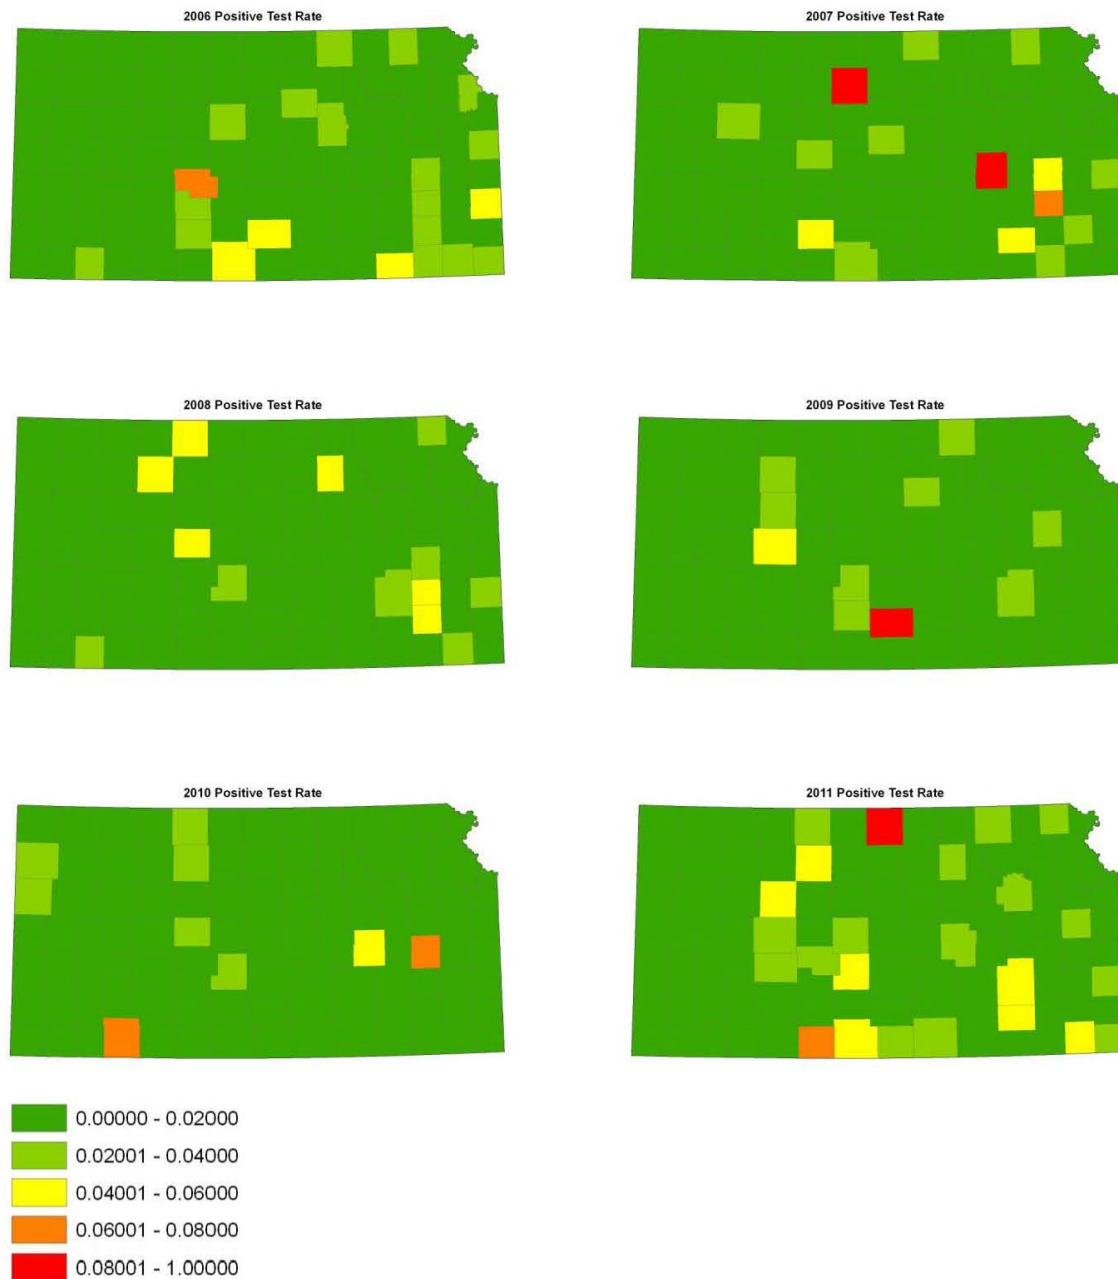 2006 Positive Test Rate
2007 Positive Test Rate
2008 Positive Test Rate
2009 Positive Test Rate
2010 Positive Test Rate
2011 Positive Test Rate
0.00000 - 0.02000
0.02001 - 0.04000
0.04001 - 0.06000
0.06001 - 0.08000
0.08001 - 1.00000